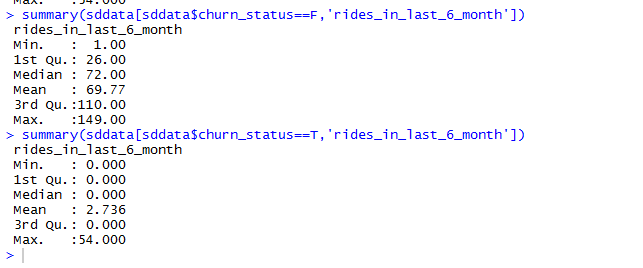 Max.   :54.000
> summary(sddata[sddata$churn_status==F,'rides_in_last_6_month'])
 rides_in_last_6_month
 Min.   :  1.00
 1st Qu.: 26.00
 Median : 72.00
 Mean   : 69.77
 3rd Qu.:110.00
 Max.   :149.00
> summary(sddata[sddata$churn_status==T,'rides_in_last_6_month'])
 rides_in_last_6_month
 Min.   : 0.000
 1st Qu.: 0.000
 Median : 0.000
 Mean   : 2.736
 3rd Qu.: 0.000
 Max.   :54.000
>